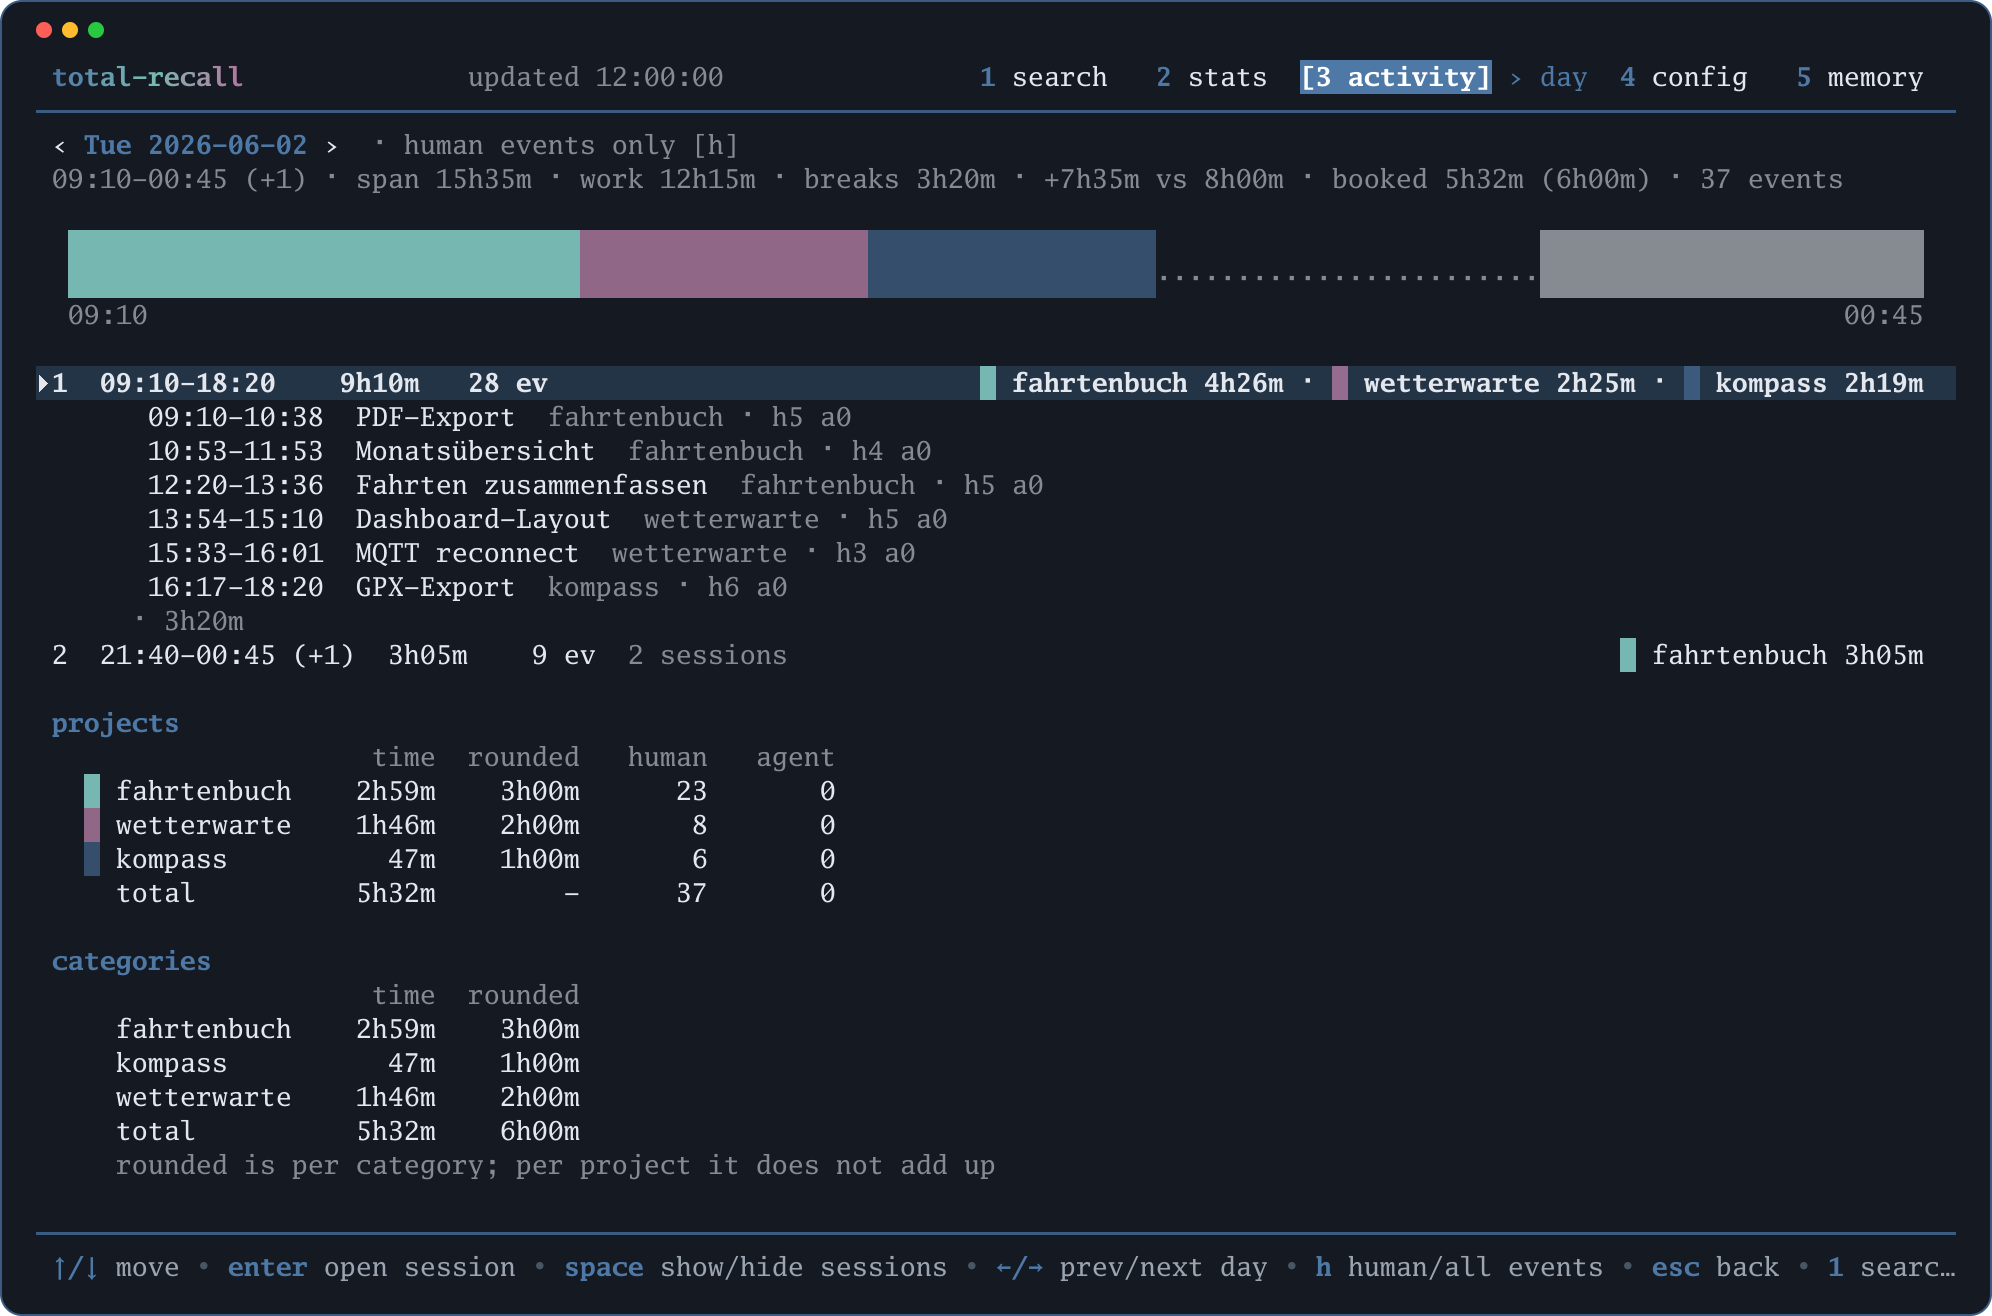 total-recall updated 12:00:00 1 search 2 stats [3 activity] › day 4 config 5 memory
‹ Tue 2026-06-02 › · human events only [h]
09:10-00:45 (+1) · span 15h35m · work 12h15m · breaks 3h20m · +7h35m vs 8h00m · booked 5h32m (6h00m) · 37 events
09:10 00:45
1 09:10-18:20 9h10m 28 ev fahrtenbuch 4h26m · wetterwarte 2h25m · kompass 2h19m
09:10-10:38 PDF-Export fahrtenbuch · h5 a0
10:53-11:53 Monatsübersicht fahrtenbuch · h4 a0
12:20-13:36 Fahrten zusammenfassen fahrtenbuch · h5 a0
13:54-15:10 Dashboard-Layout wetterwarte · h5 a0
15:33-16:01 MQTT reconnect wetterwarte · h3 a0
16:17-18:20 GPX-Export kompass · h6 a0
· 3h20m
2 21:40-00:45 (+1) 3h05m 9 ev 2 sessions fahrtenbuch 3h05m
projects
time rounded human agent
fahrtenbuch 2h59m 3h00m 23 0
wetterwarte 1h46m 2h00m 8 0
kompass 47m 1h00m 6 0
total 5h32m - 37 0
categories
time rounded
fahrtenbuch 2h59m 3h00m
kompass 47m 1h00m
wetterwarte 1h46m 2h00m
total 5h32m 6h00m
rounded is per category; per project it does not add up
↑/↓ move • enter open session • space show/hide sessions • ←/→ prev/next day • h human/all events • esc back • 1 searc…